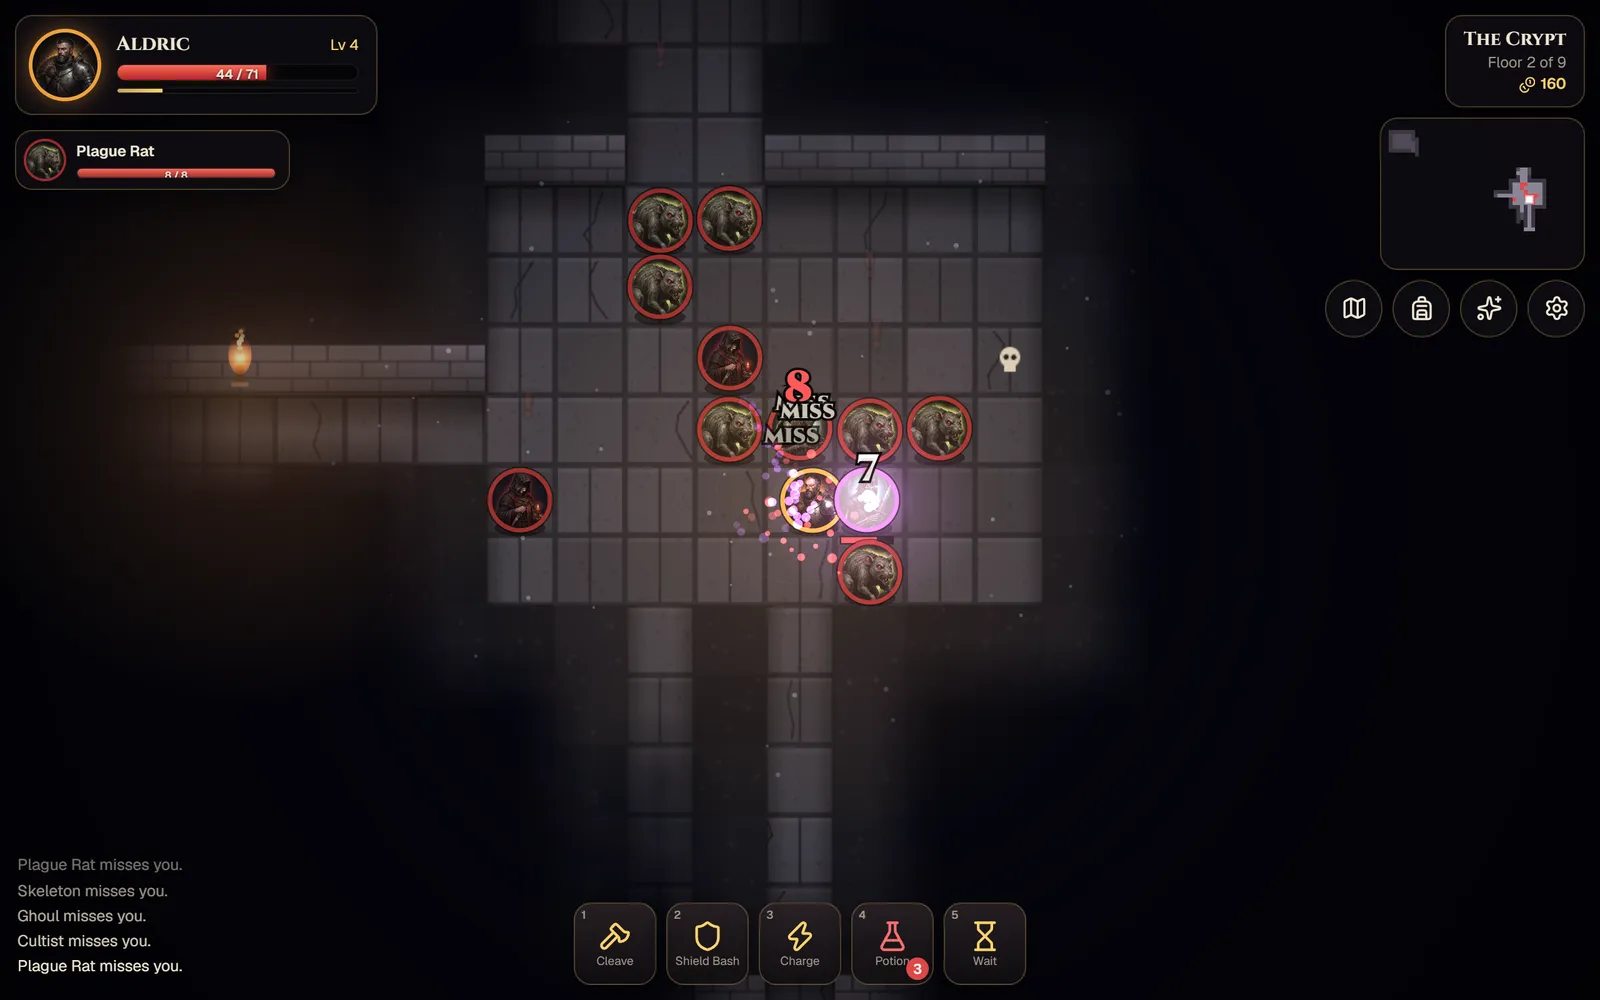 ALDRIC
Lv 4
44 / 71
Plague Rat
8 / 8
THE CRYPT
Floor 2 of 9
160
8
MISS
MISS
7
Plague Rat misses you.
Skeleton misses you.
Ghoul misses you.
Cultist misses you.
Plague Rat misses you.
1
Cleave
2
Shield Bash
3
Charge
4
Potion
3
5
Wait